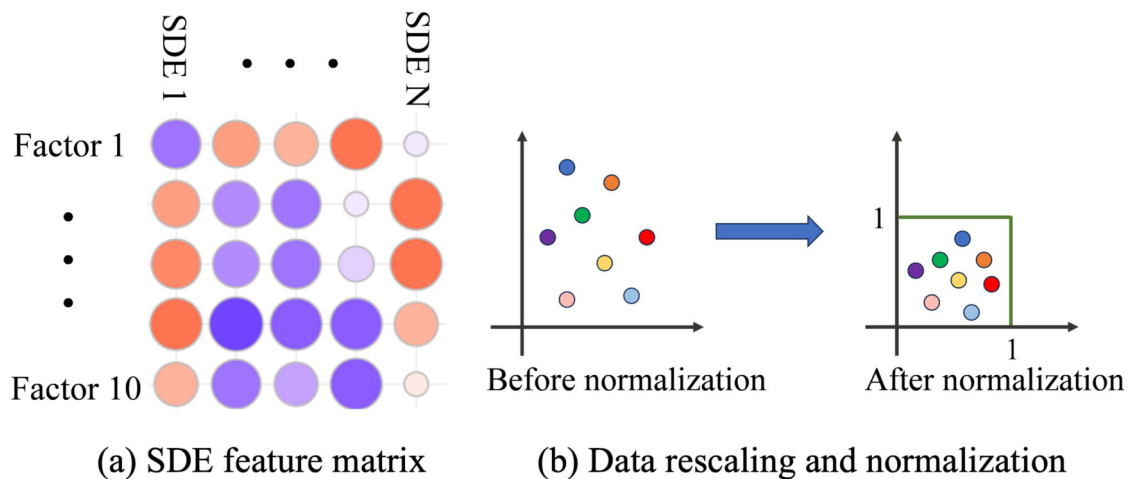 SDE 1
. . .
SDE N
Factor 1
.
.
.
Factor 10
(a) SDE feature matrix
Before normalization
1
1
After normalization
(b) Data rescaling and normalization